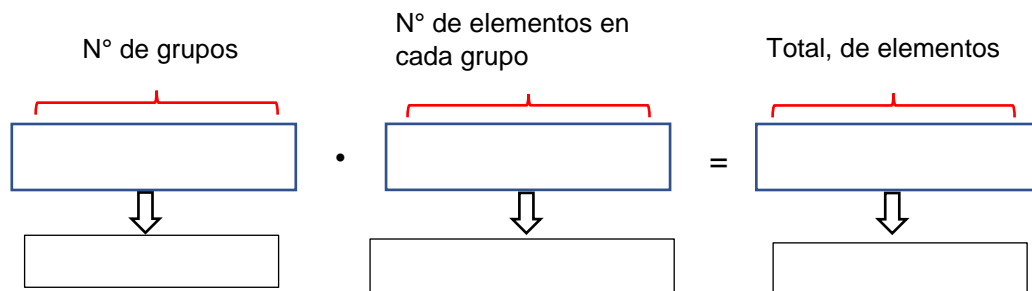 N° de grupos
N° de elementos en
cada grupo
Total, de elementos
• =